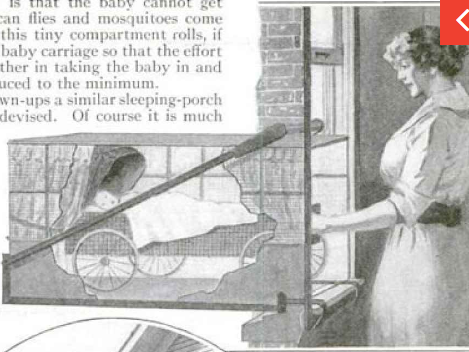 is that the baby cannot get
can flies and mosquitoes come
this tiny compartment rolls, if
baby carriage so that the effort
ther in taking the baby in and
uced to the minimum.
wn-ups a similar sleeping-porch
devised. Of course it is much